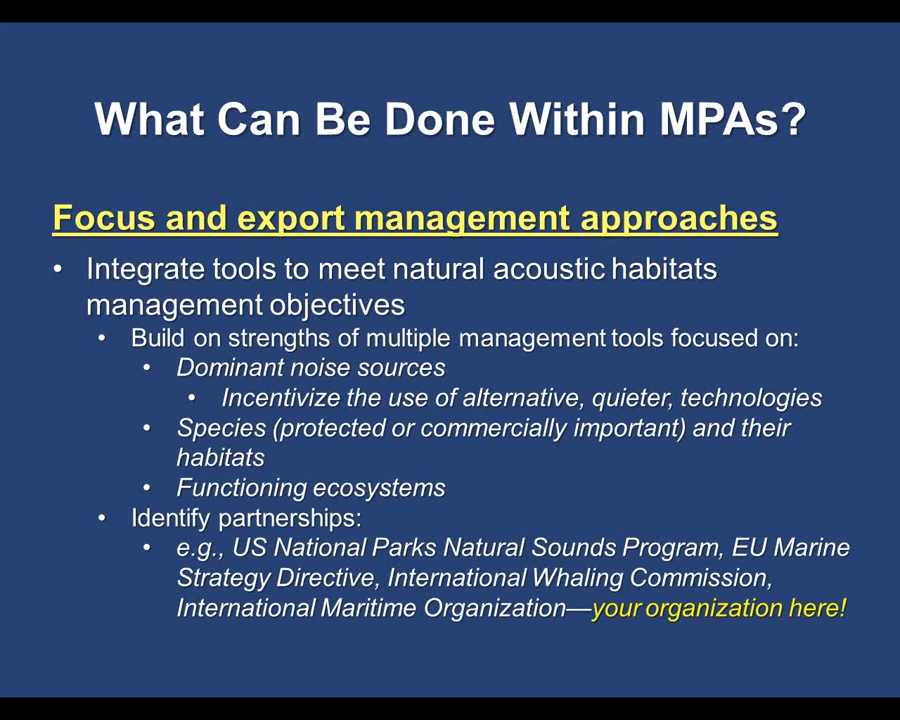 What Can Be Done Within MPAs?
Focus and export management approaches
• Integrate tools to meet natural acoustic habitats
management objectives
• Build on strengths of multiple management tools focused on:
• Dominant noise sources
• Incentivize the use of alternative, quieter, technologies
• Species (protected or commercially important) and their
habitats
• Functioning ecosystems
• Identify partnerships:
• e.g., US National Parks Natural Sounds Program, EU Marine
Strategy Directive, International Whaling Commission,
International Maritime Organization—your organization here!